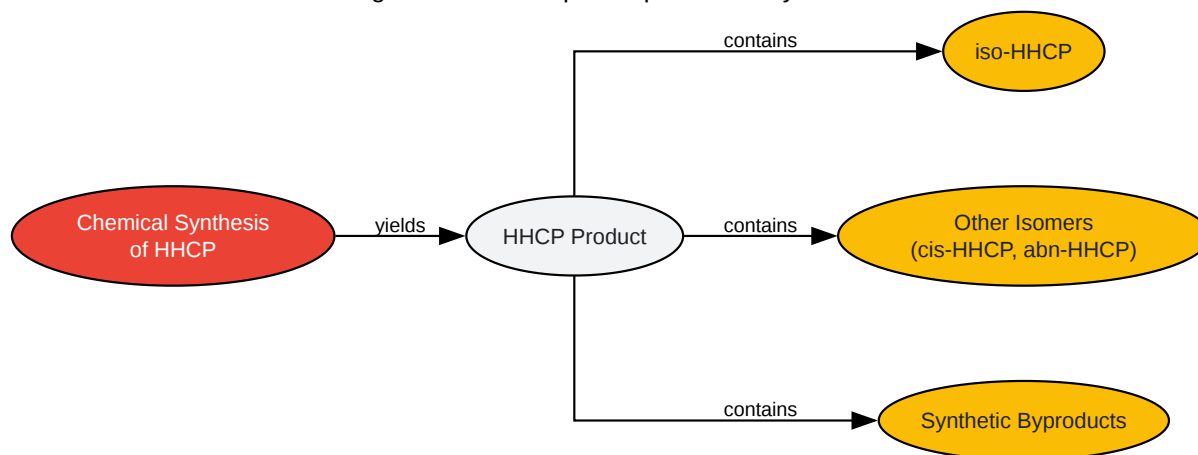 contains
iso-HHCP
Chemical Synthesis
of HHCP
yields
HHCP Product
contains
Other Isomers
(cis-HHCP, abn-HHCP)
contains
Synthetic Byproducts